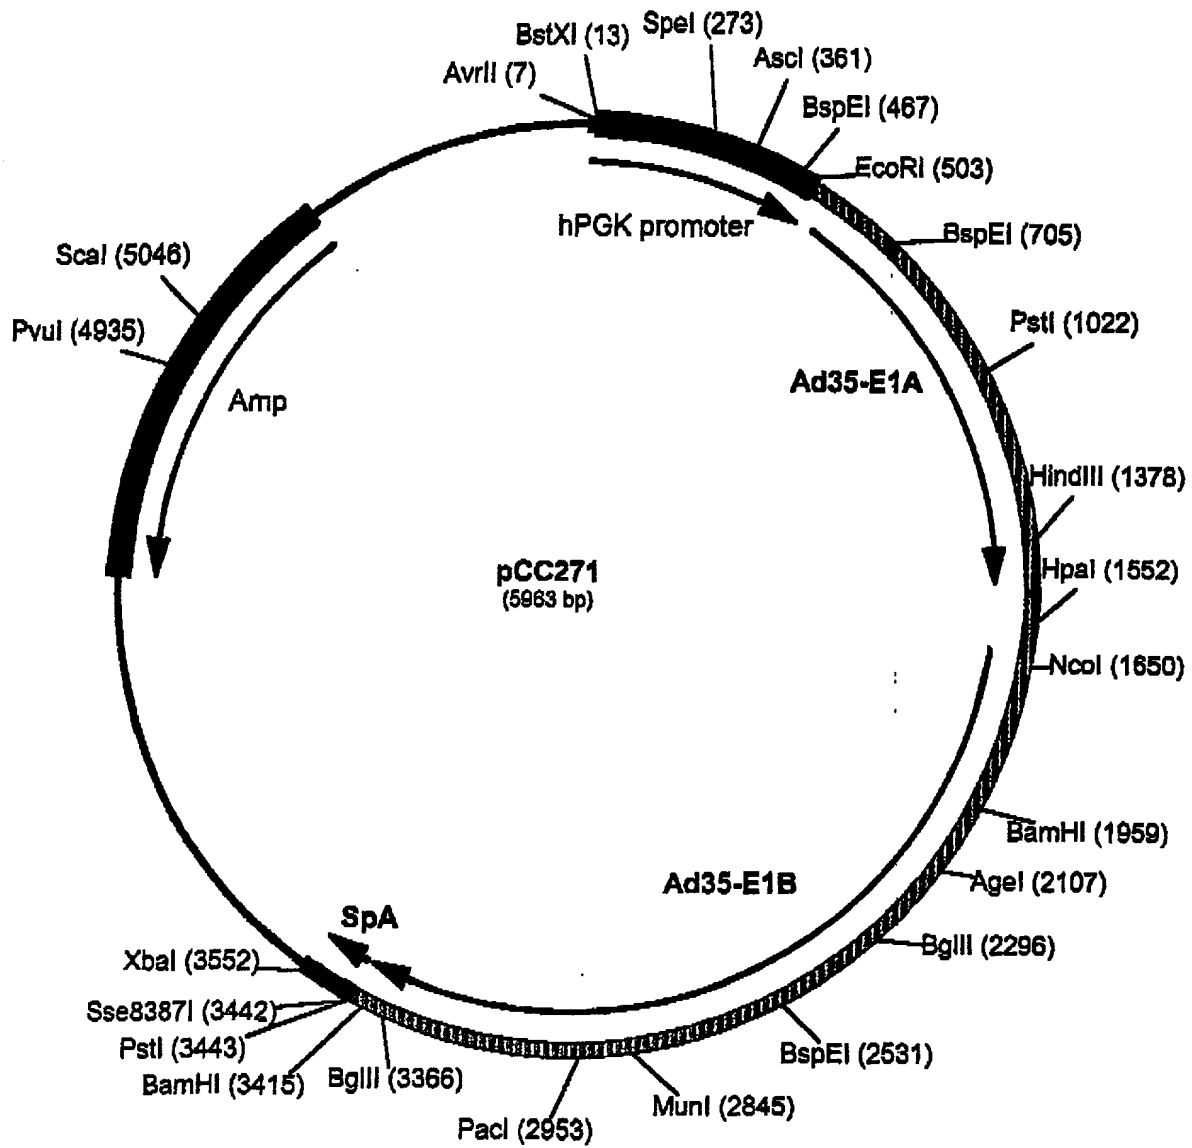 BstXI (13)
SpeI (273)
AvrII (7)
AscI (361)
BspEI (467)
EcoRI (503)
hPGK promoter
BspEI (705)
ScaI (5046)
PvuI (4935)
PstI (1022)
Ad35-E1A
Amp
HindIII (1378)
pCC271
(5963 bp)
HpaI (1552)
NcoI (1650)
BamHI (1959)
Ad35-E1B
AgeI (2107)
SpA
BglII (2296)
XbaI (3552)
Sse8387I (3442)
PstI (3443)
BamHI (3415)
BglII (3366)
BspEI (2531)
MunI (2845)
PacI (2953)